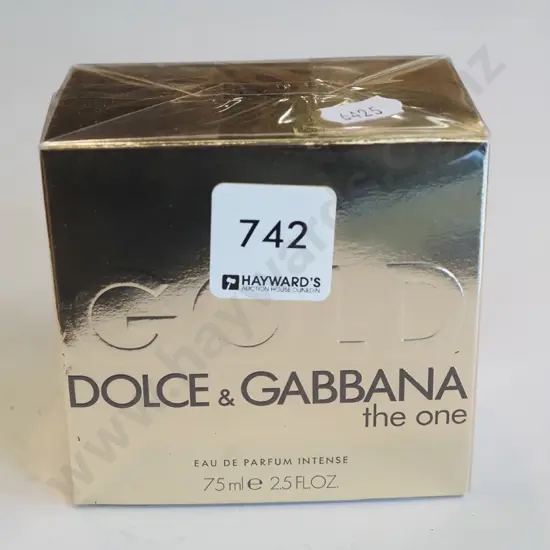 6425
742
HAYWARD'S
AUCTION HOUSE DUNEDIN
GOLD
DOLCE & GABBANA
the one
EAU DE PARFUM INTENSE
75 ml e 2.5 FL.OZ.